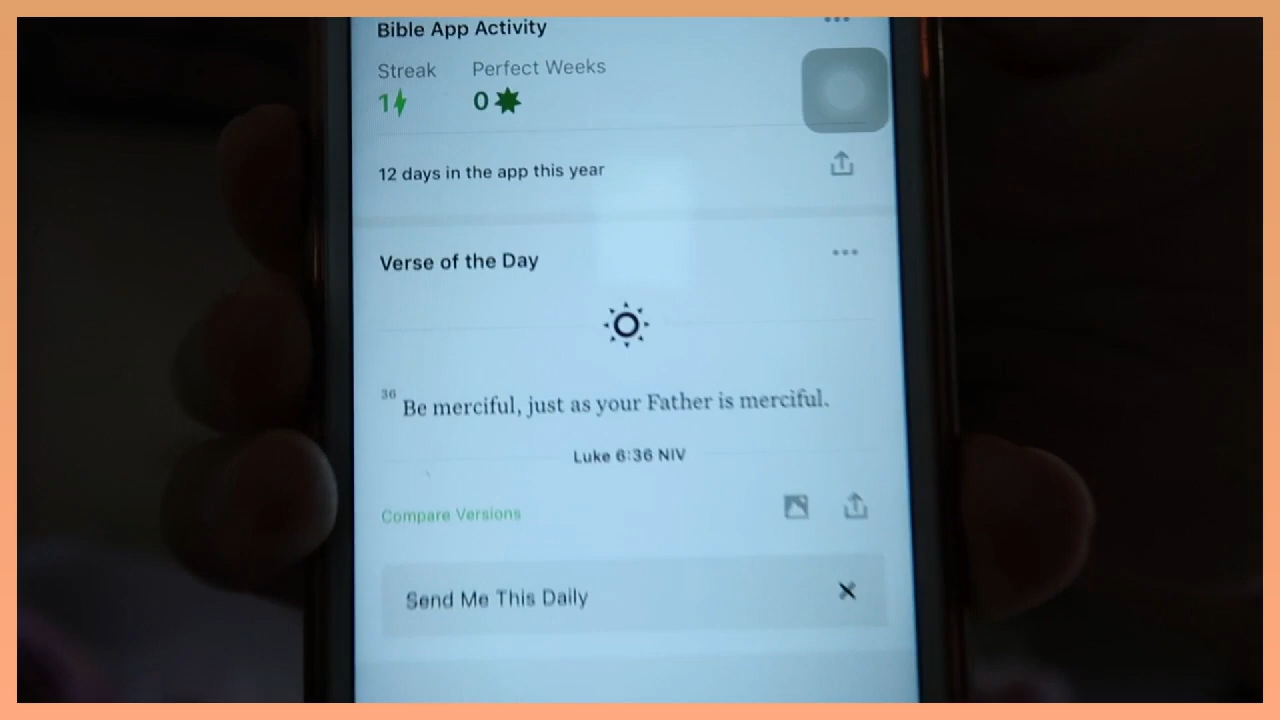 Bible App Activity
Streak Perfect Weeks
1 0
12 days in the app this year
Verse of the Day
36 Be merciful, just as your Father is merciful.
Luke 6:36 NIV
Compare Versions
Send Me This Daily